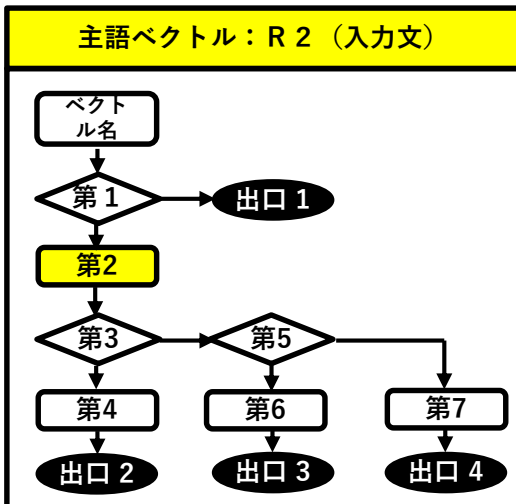 主語ベクトル：Ｒ２（入力文）
ベクト
ル名
第１
出口１
第2
第3
第5
第4
第6
第7
出口２
出口３
出口４